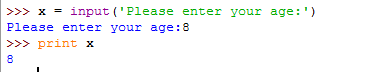 >>> x = input('Please enter your age:')
Please enter your age:8
>>> print x
8